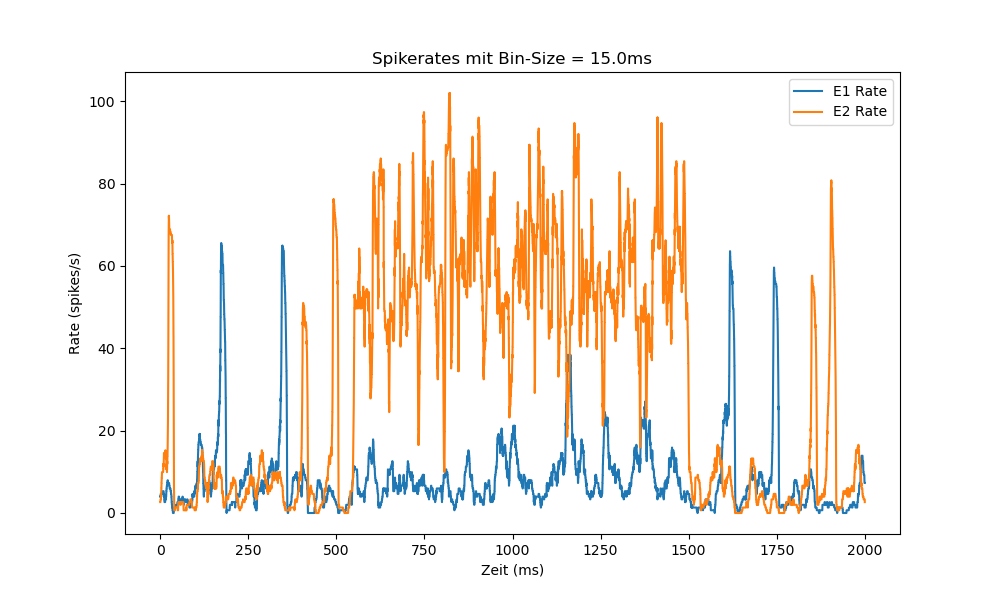 Spikerates mit Bin-Size = 15.0ms
E1 Rate
E2 Rate
Rate (spikes/s)
100
80
60
40
20
0
0 250 500 750 1000 1250 1500 1750 2000
Zeit (ms)